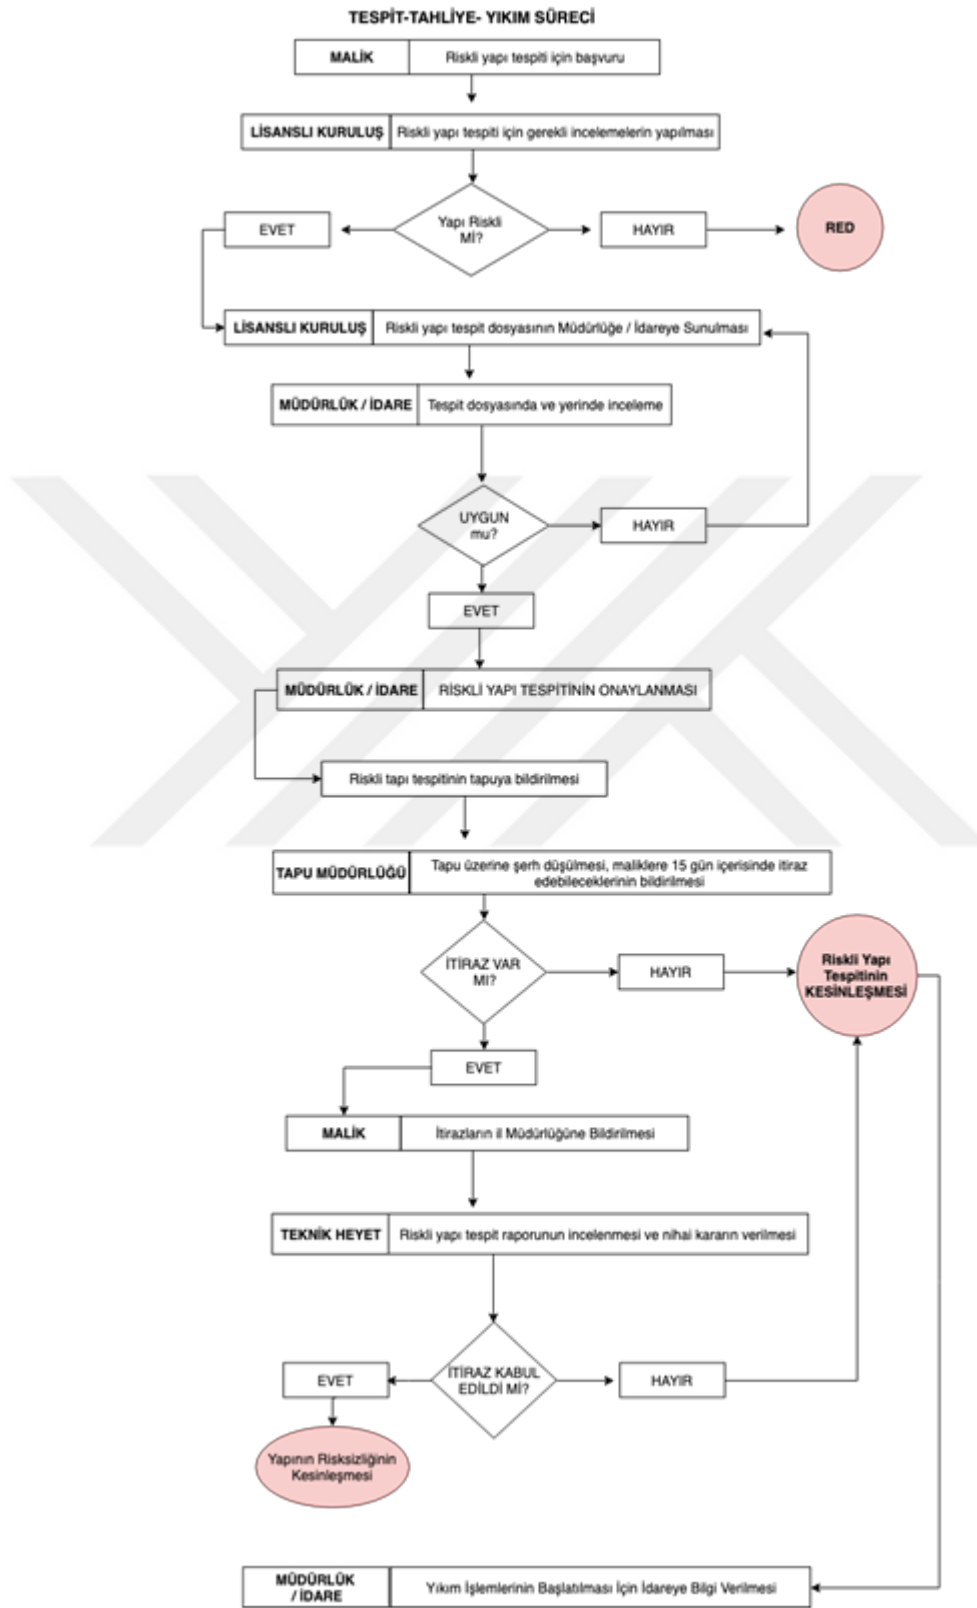 TESPİT-TAHLİYE- YIKIM SÜRECİ
MALİK
Riskli yapı tespiti için başvuru
LİSANSLI KURULUŞ
Riskli yapı tespiti için gerekli incelemelerin yapılması
Yapı Riskli
Mİ?
EVET
HAYIR
RED
LİSANSLI KURULUŞ
Riskli yapı tespit dosyasının Müdürlüğe / İdareye Sunulması
MÜDÜRLÜK / İDARE
Tespit dosyasında ve yerinde inceleme
UYGUN
mu?
HAYIR
EVET
MÜDÜRLÜK / İDARE
RİSKLİ YAPI TESPİTİNİN ONAYLANMASI
Riskli tapı tespitinin tapuya bildirilmesi
TAPU MÜDÜRLÜĞÜ
Tapu üzerine şerh düşülmesi, maliklere 15 gün içerisinde itiraz
edebileceklerinin bildirilmesi
İTİRAZ VAR
MI?
HAYIR
Riskli Yapı
Tespitinin
KESİNLEŞMESİ
EVET
MALİK
İtirazların il Müdürlüğüne Bildirilmesi
TEKNİK HEYET
Riskli yapı tespit raporunun incelenmesi ve nihai kararın verilmesi
İTİRAZ KABUL
EDİLDİ Mİ?
EVET
HAYIR
Yapının Risksizliğinin
Kesinleşmesi
MÜDÜRLÜK
/ İDARE
Yıkım İşlemlerinin Başlatılması İçin İdareye Bilgi Verilmesi